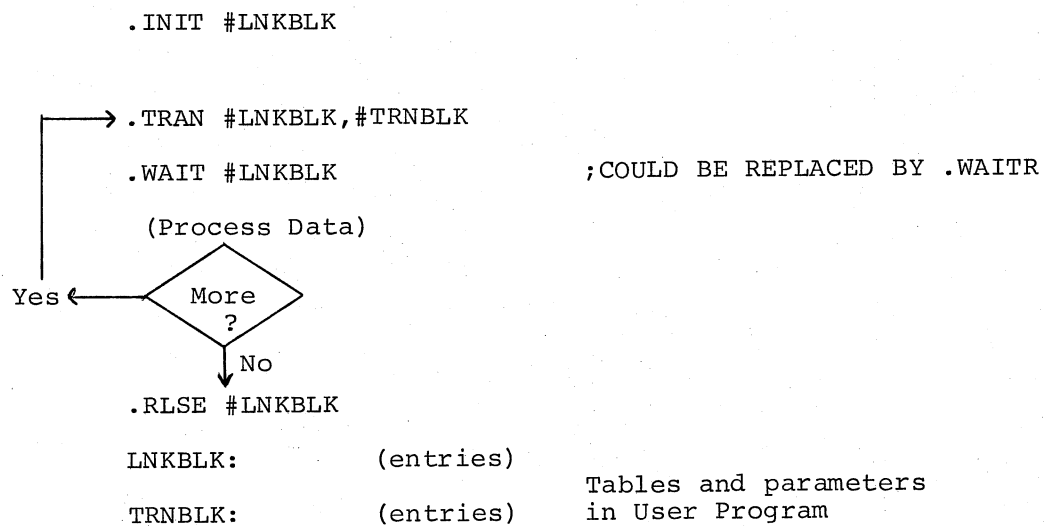 .INIT #LNKBLK
.TRAN #LNKBLK,#TRNBLK
.WAIT #LNKBLK ;COULD BE REPLACED BY .WAITR
(Process Data)
Yes
More
?
No
.RLSE #LNKBLK
LNKBLK: (entries)
Tables and parameters
TRNBLK: (entries) in User Program